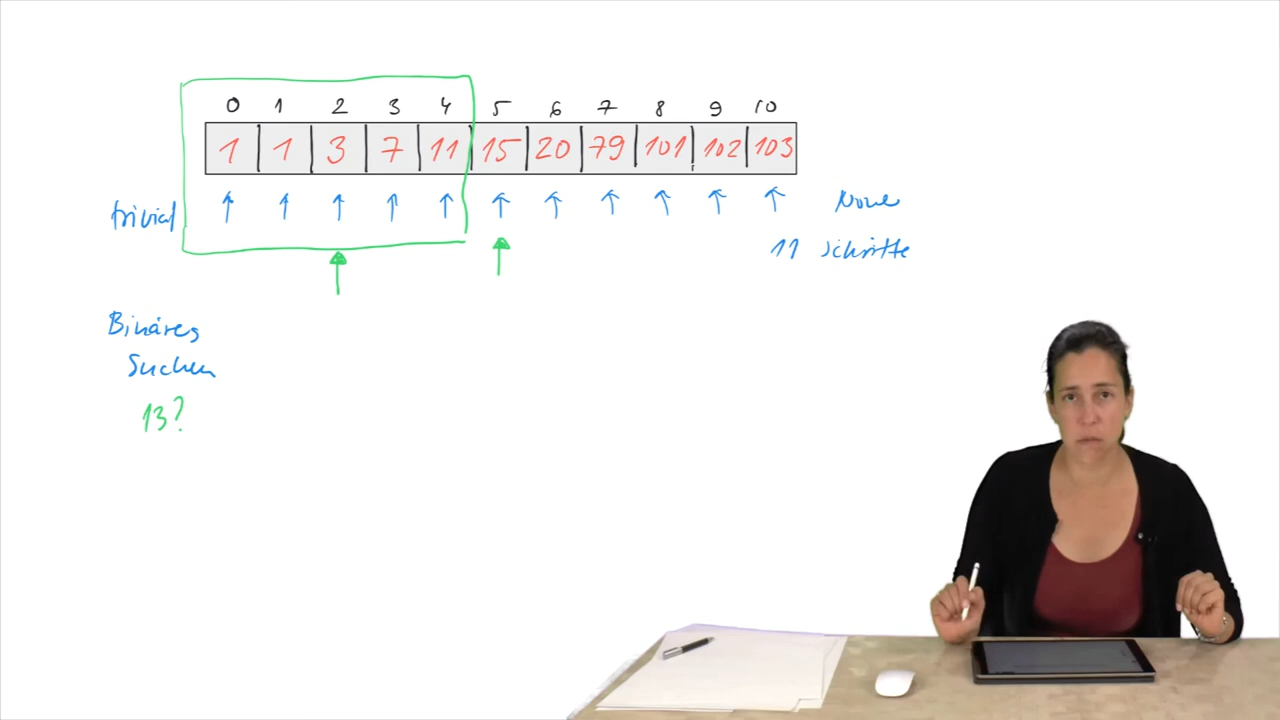 0 1 2 3 4 5 6 7 8 9 10
1 1 3 7 11 15 20 79 101 102 103
trivial
None
11 Schritte
Binäres
Suchen
13?